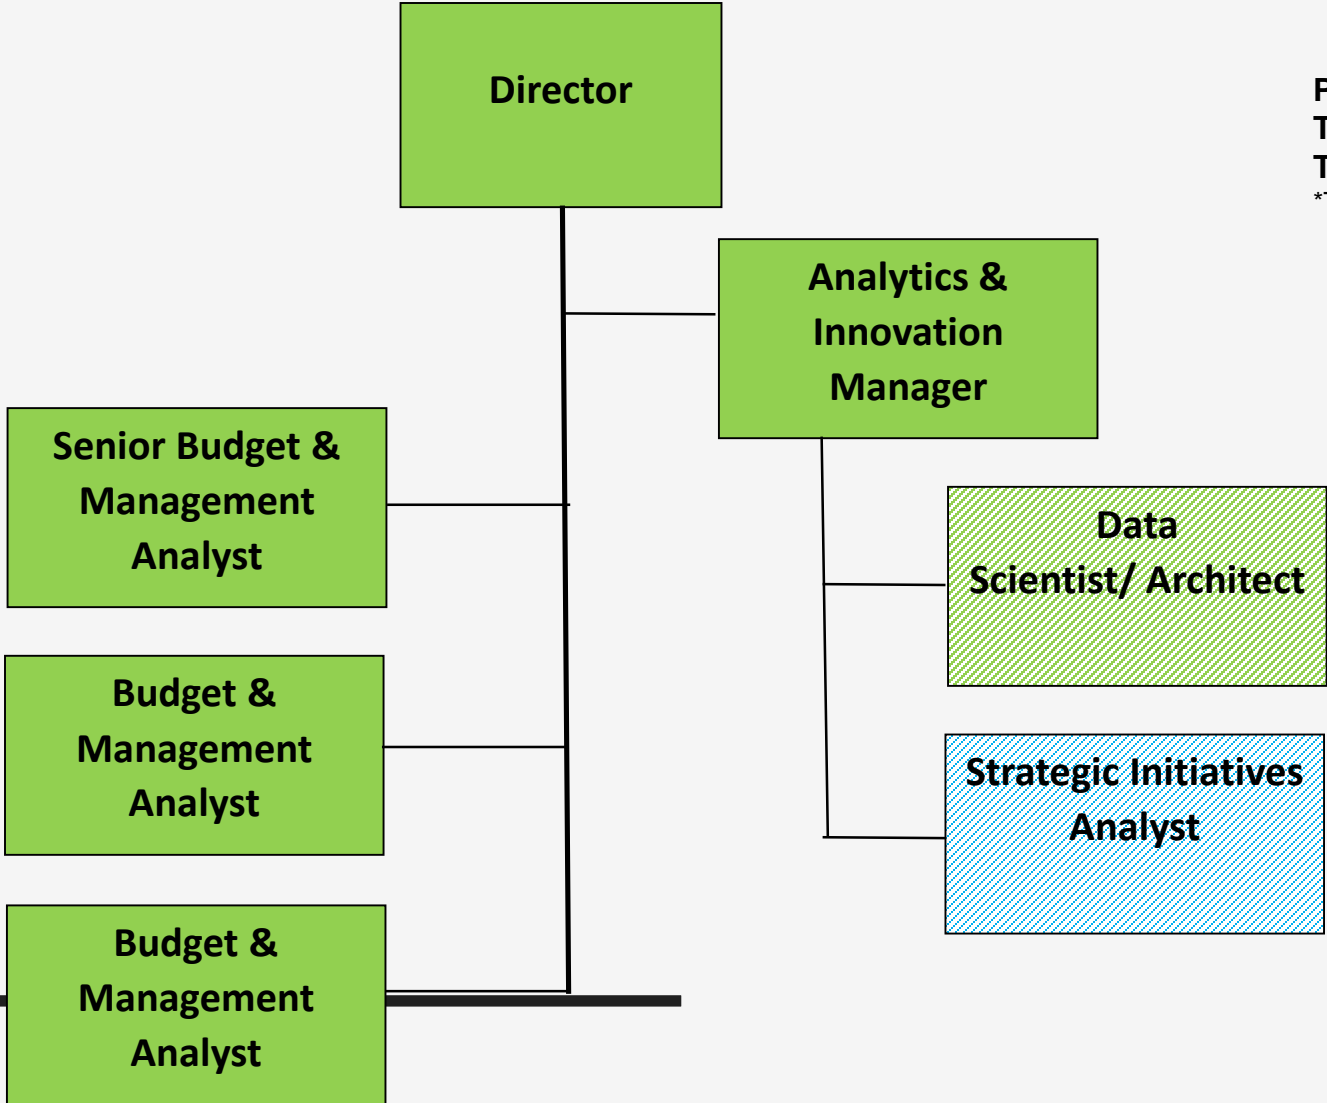 Director
Analytics &
Innovation
Manager
Senior Budget &
Management
Analyst
Data
Scientist/ Architect
Budget &
Management
Analyst
Strategic Initiatives
Analyst
Budget &
Management
Analyst